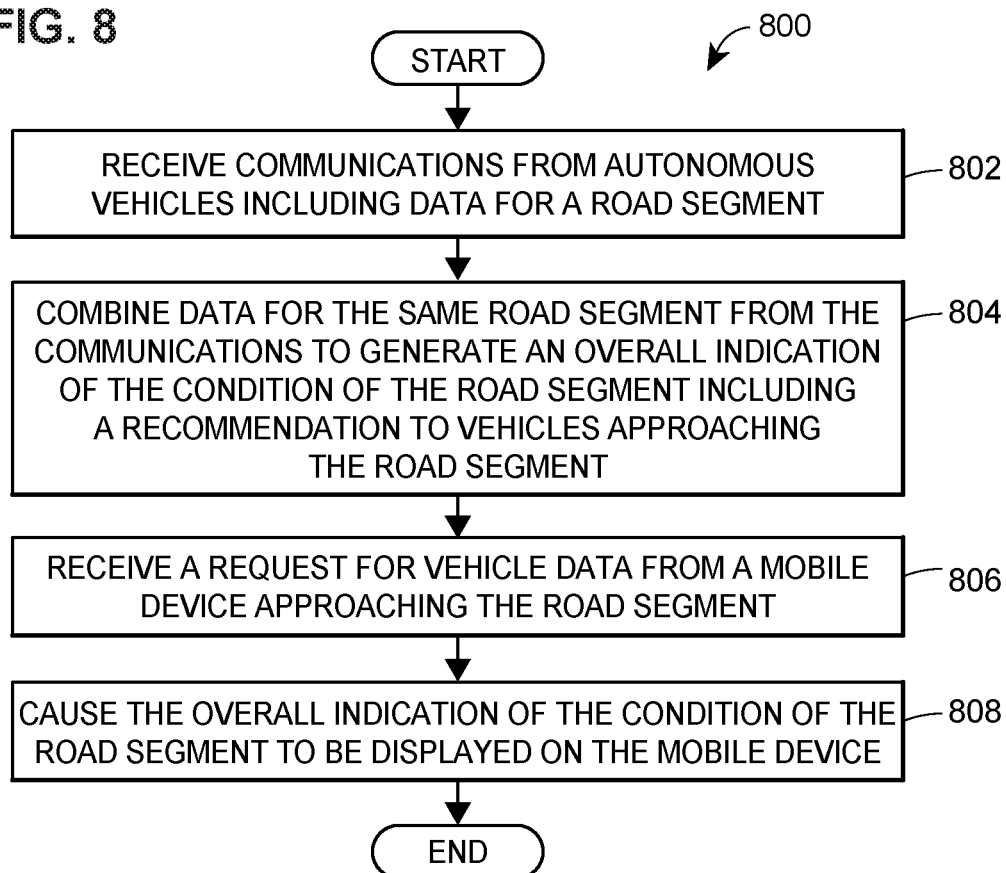 FIG. 8
800
START
RECEIVE COMMUNICATIONS FROM AUTONOMOUS
VEHICLES INCLUDING DATA FOR A ROAD SEGMENT
802
COMBINE DATA FOR THE SAME ROAD SEGMENT FROM THE
COMMUNICATIONS TO GENERATE AN OVERALL INDICATION
OF THE CONDITION OF THE ROAD SEGMENT INCLUDING
A RECOMMENDATION TO VEHICLES APPROACHING
THE ROAD SEGMENT
804
RECEIVE A REQUEST FOR VEHICLE DATA FROM A MOBILE
DEVICE APPROACHING THE ROAD SEGMENT
806
CAUSE THE OVERALL INDICATION OF THE CONDITION OF THE
ROAD SEGMENT TO BE DISPLAYED ON THE MOBILE DEVICE
808
END